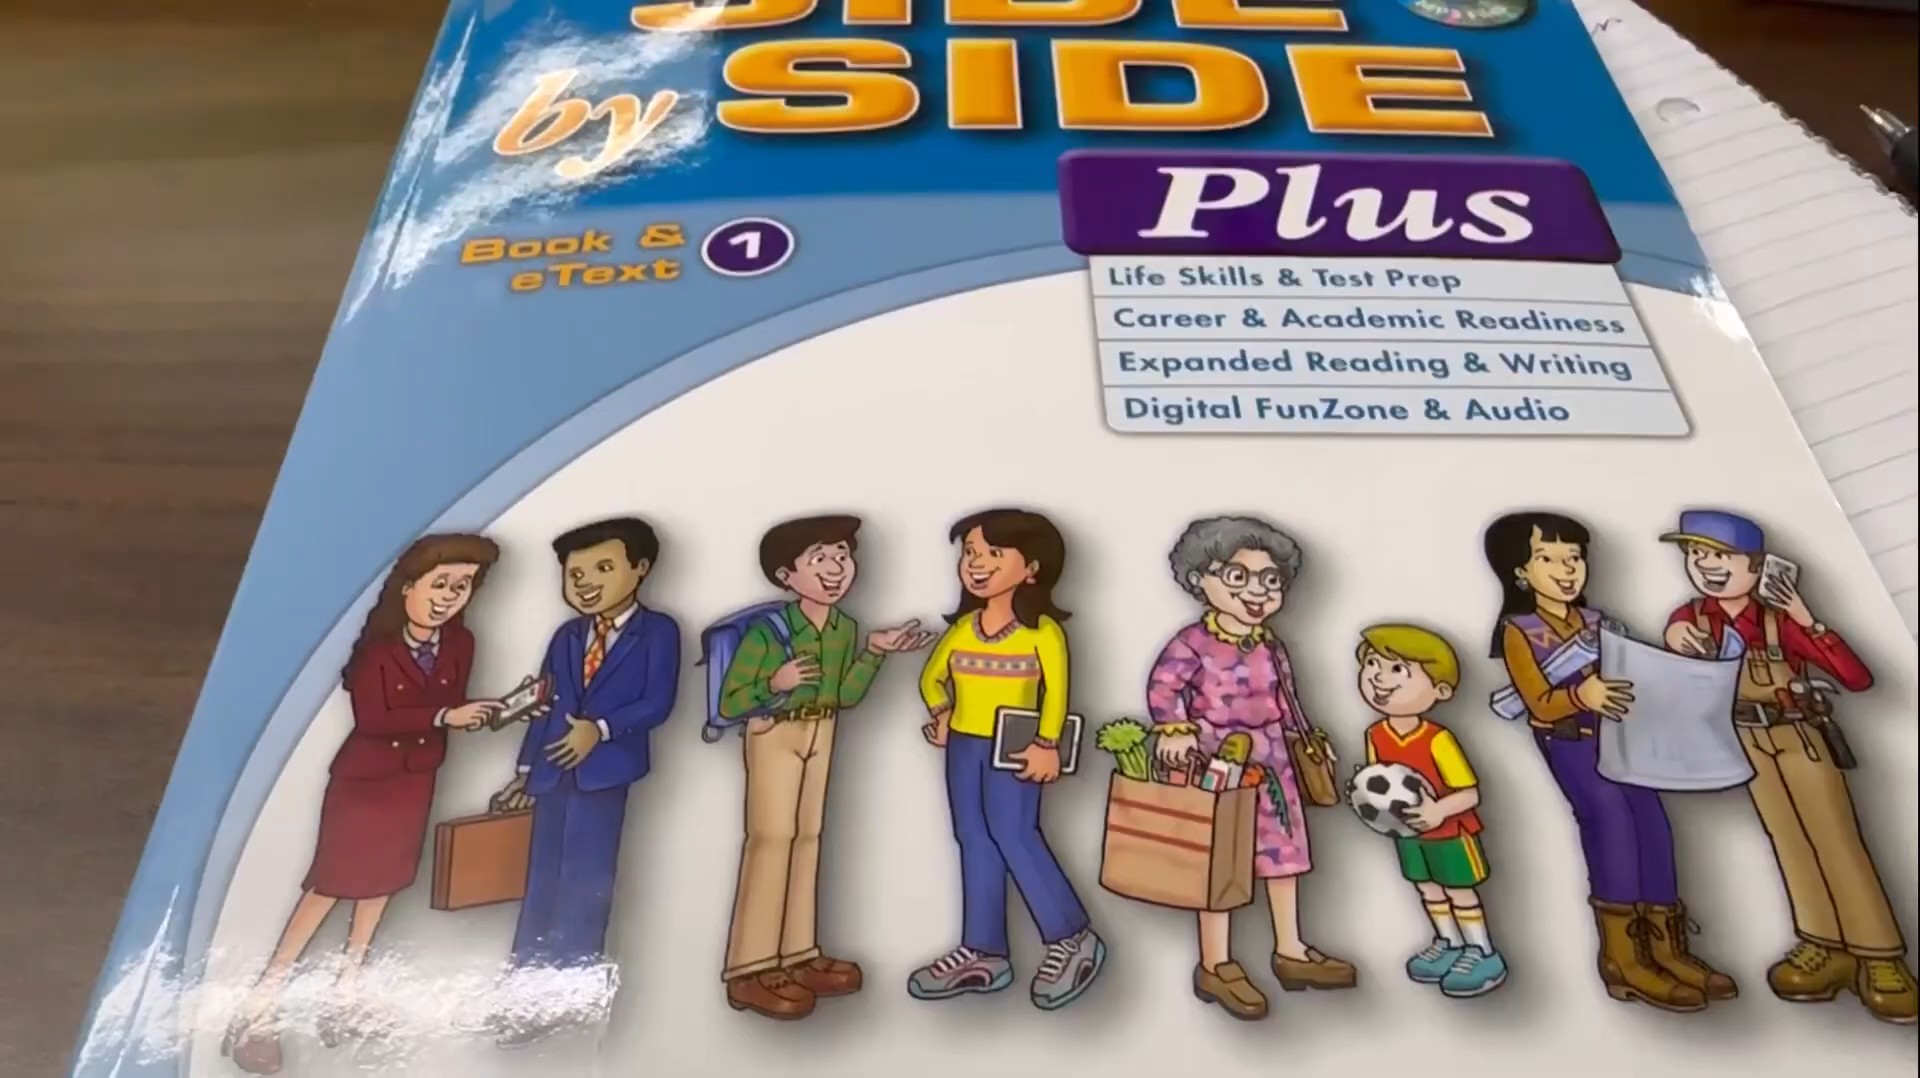 SIDE
by SIDE
Plus
Book &
eText 1
Life Skills & Test Prep
Career & Academic Readiness
Expanded Reading & Writing
Digital FunZone & Audio